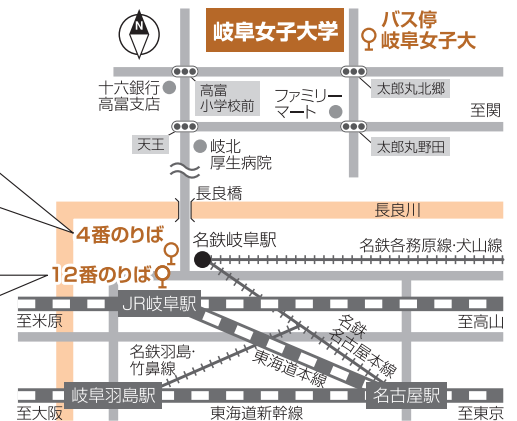 N
岐阜女子大学
バス停
岐阜女子大
十六銀行
高富支店
高富
小学校前
ファミリー
マート
太郎丸北郷
至関
天王
岐北
厚生病院
太郎丸野田
長良橋
長良川
4番のりば
名鉄岐阜駅
名鉄各務原線・犬山線
12番のりば
JR岐阜駅
至米原
至高山
名鉄
名古屋本線
名鉄羽島・
竹鼻線
東海道本線
岐阜羽島駅
名古屋駅
至大阪
東海道新幹線
至東京